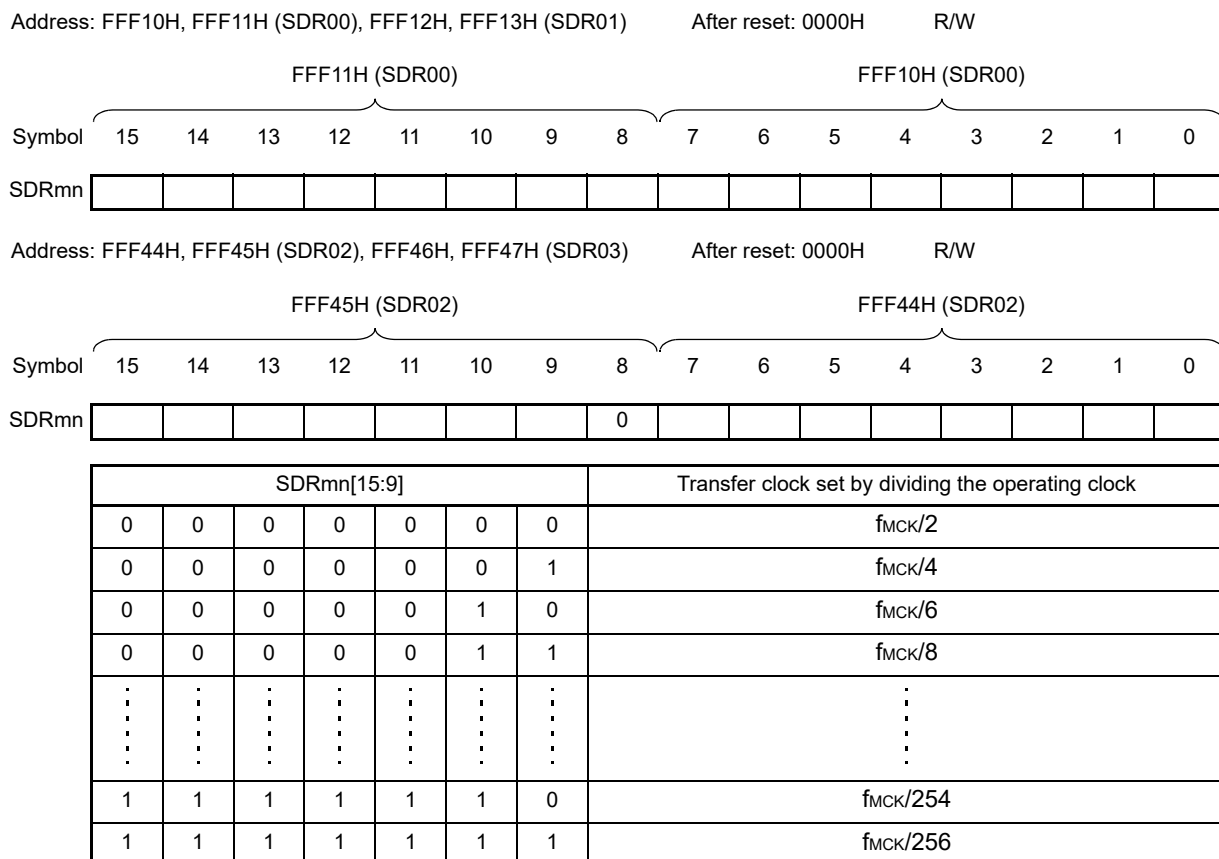 Address: FFF10H, FFF11H (SDR00), FFF12H, FFF13H (SDR01) After reset: 0000H R/W
FFF11H (SDR00) FFF10H (SDR00)
Symbol 15 14 13 12 11 10 9 8 7 6 5 4 3 2 1 0
SDRmn
Address: FFF44H, FFF45H (SDR02), FFF46H, FFF47H (SDR03) After reset: 0000H R/W
FFF45H (SDR02) FFF44H (SDR02)
Symbol 15 14 13 12 11 10 9 8 7 6 5 4 3 2 1 0
SDRmn 0
SDRmn[15:9] Transfer clock set by dividing the operating clock
0 0 0 0 0 0 0 fMCK/2
0 0 0 0 0 0 1 fMCK/4
0 0 0 0 0 1 0 fMCK/6
0 0 0 0 0 1 1 fMCK/8
1 1 1 1 1 1 0 fMCK/254
1 1 1 1 1 1 1 fMCK/256